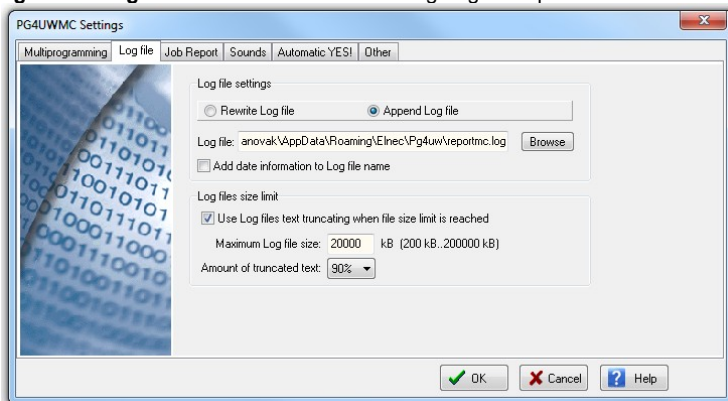 PG4UWMC Settings
Multiprogramming Log file Job Report Sounds Automatic YES! Other
Log file settings
Rewrite Log file Append Log file
Log file: anovak\AppData\Roaming\Elnec\Pg4uw\reportmc.log Browse
Add date information to Log file name
Log files size limit
Use Log files text truncating when file size limit is reached
Maximum Log file size: 20000 kB (200 kB..200000 kB)
Amount of truncated text: 90%
OK Cancel Help